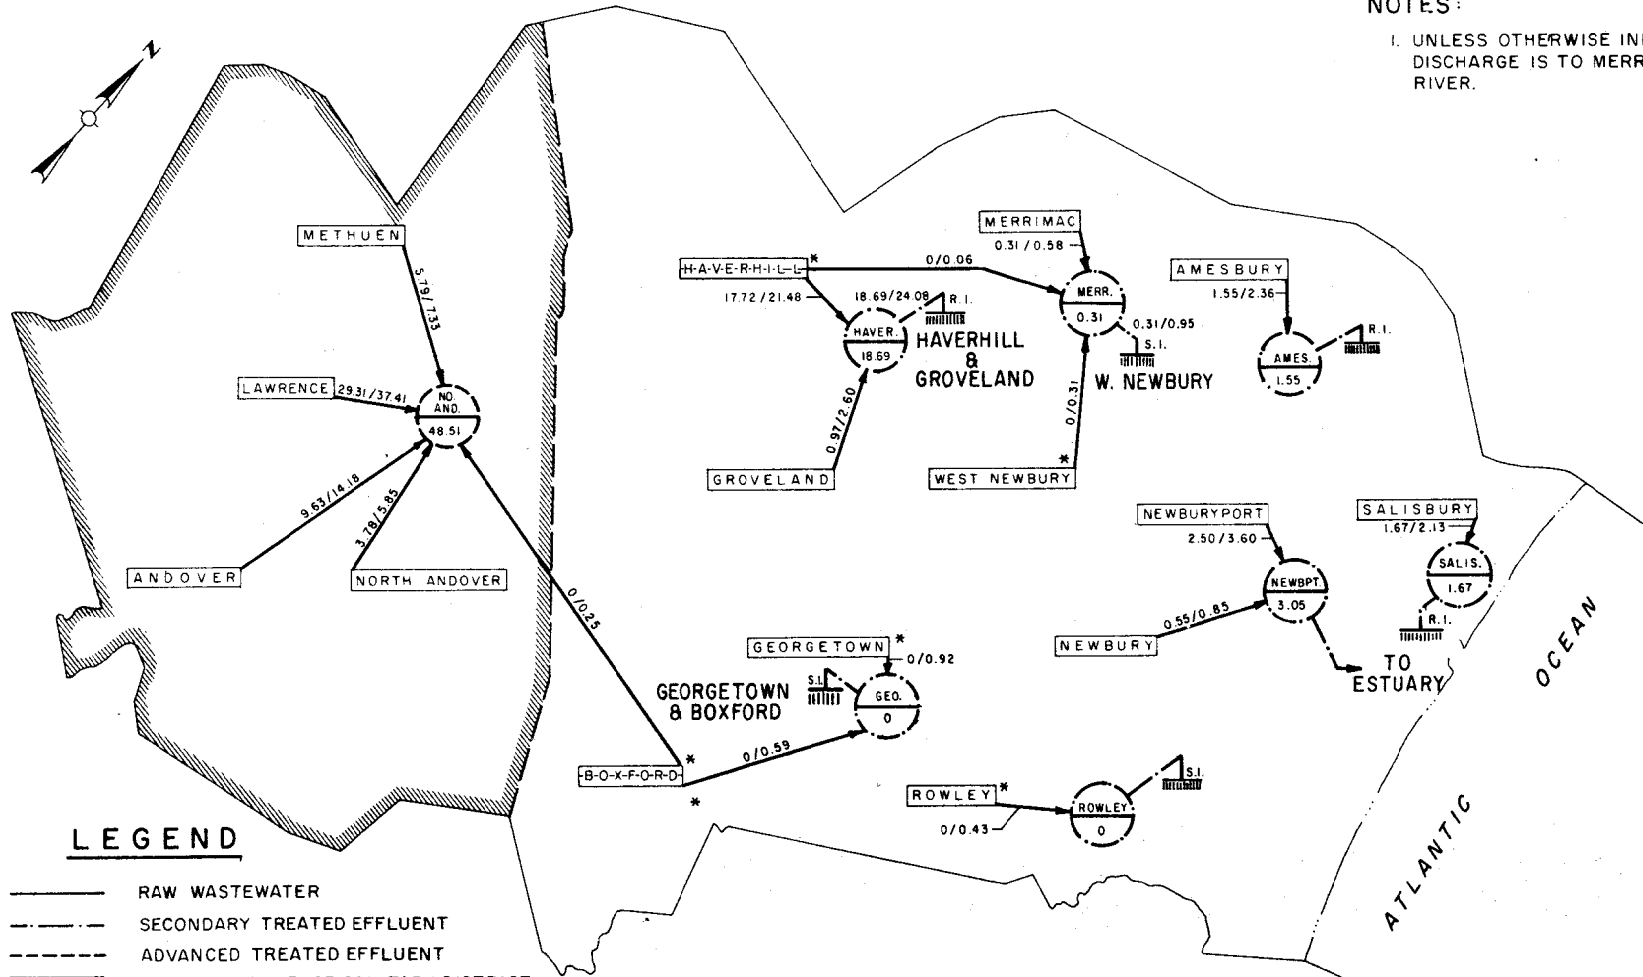 NOTES:
1. UNLESS OTHERWISE
DISCHARGE IS TO
RIVER.
N
METHUEN
5.79/7.33
LAWRENCE
29.31/37.41
NO.
AND.
48.51
9.63/14.18
3.78/5.85
ANDOVER
NORTH ANDOVER
0/0.25
HAVERHILL *
0/0.06
17.72/21.48
18.69/24.08
R.I.
HAVER.
18.69
HAVERHILL
&
GROVELAND
0.97/2.60
GROVELAND
MERRIMAC
0.31/0.58
MERR.
0.31
0.31/0.95
S.I.
W. NEWBURY
0/0.31
*
WEST NEWBURY
AMESBURY
1.55/2.36
R.I.
AMES.
1.55
NEWBURYPORT
2.50/3.60
NEWBPT.
3.05
0.55/0.85
NEWBURY
TO
ESTUARY
SALISBURY
1.67/2.13
SALIS.
1.67
R.I.
GEORGETOWN *
0/0.92
S.I.
GEO.
0
GEORGETOWN
& BOXFORD
0/0.59
BOXFORD *
*
ROWLEY *
0/0.43
ROWLEY
0
S.I.
ATLANTIC OCEAN
LEGEND
RAW WASTEWATER
SECONDARY TREATED EFFLUENT
ADVANCED TREATED EFFLUENT